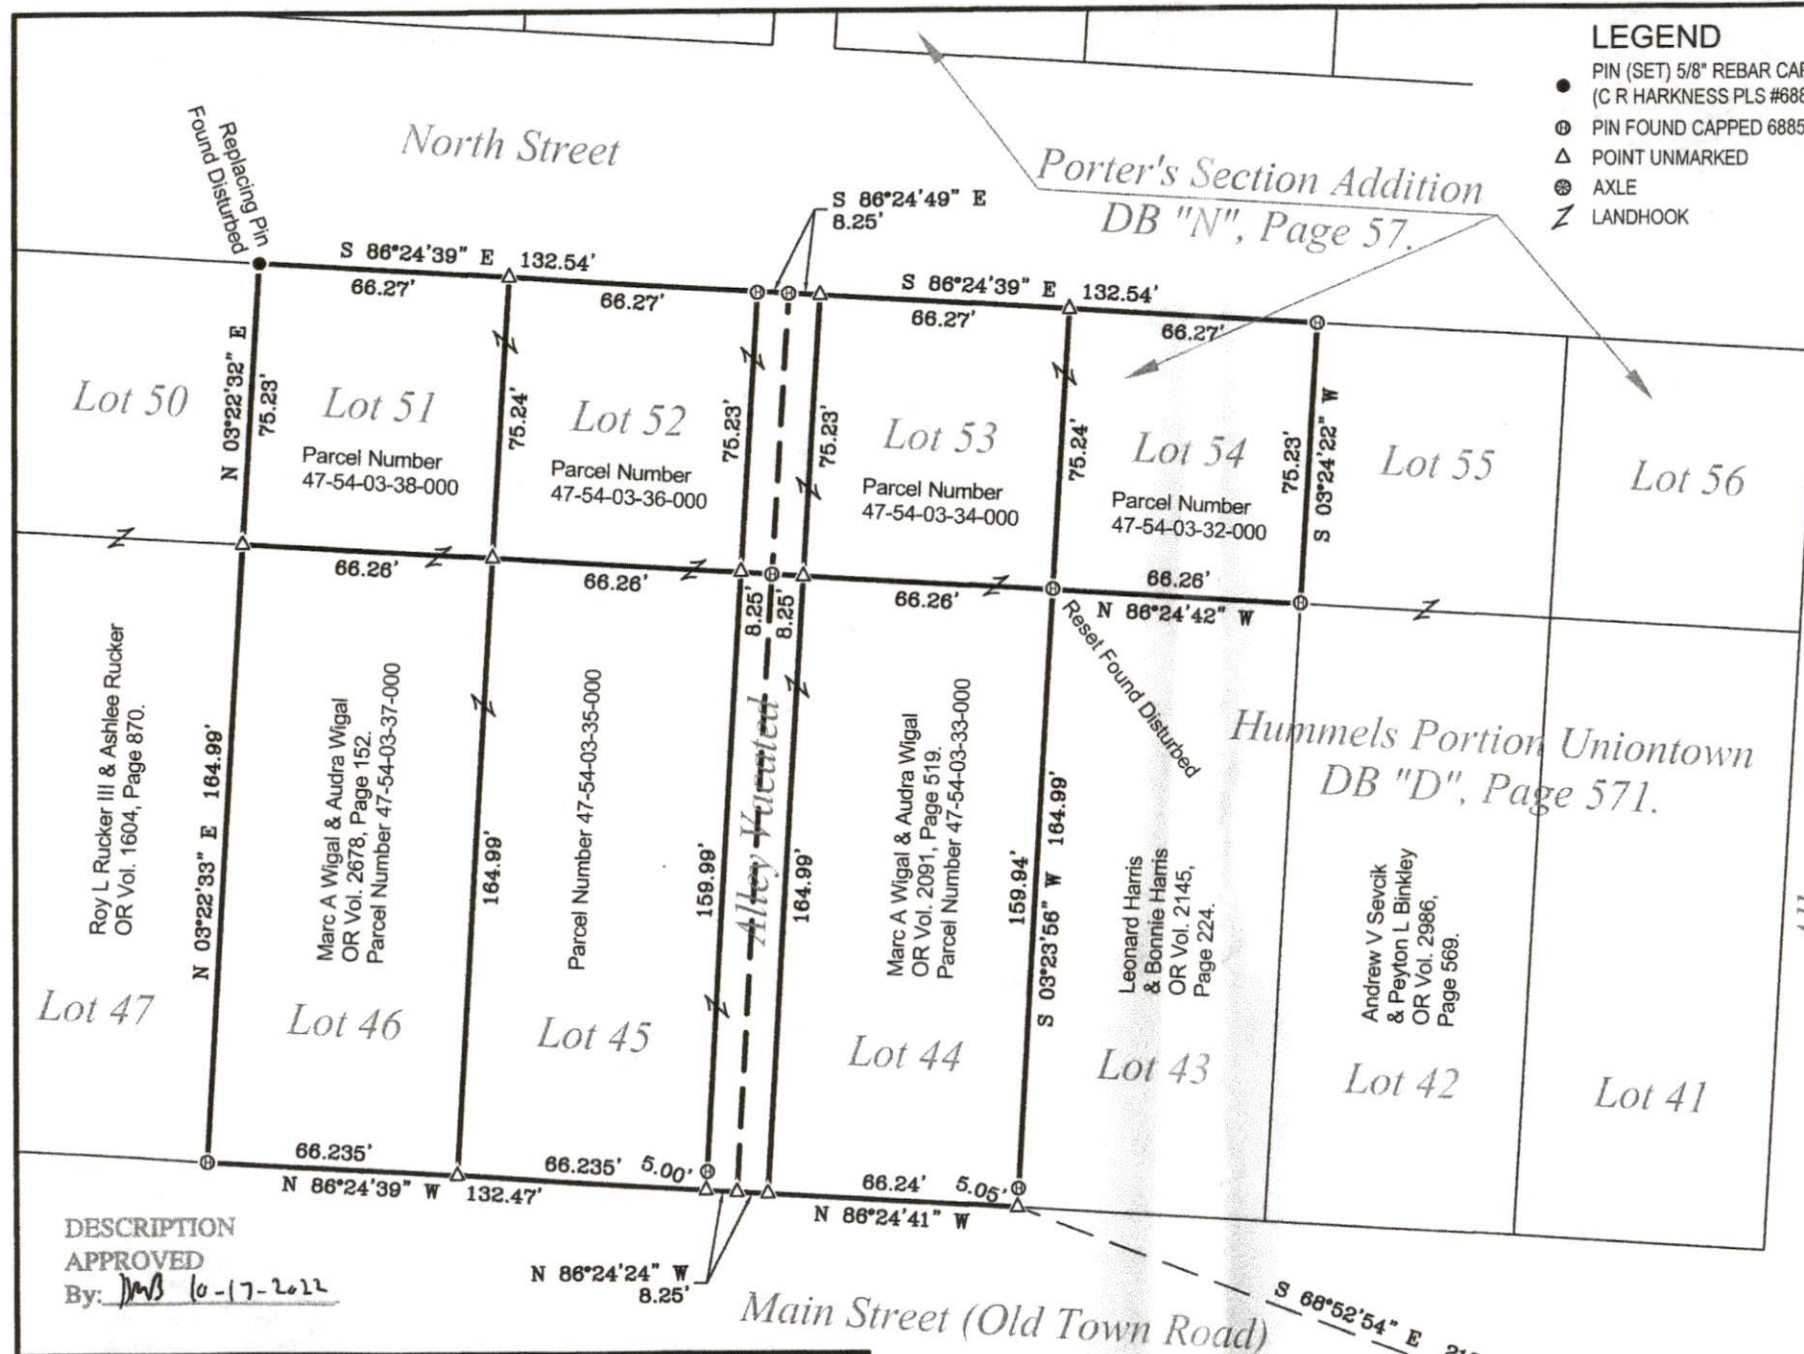 LEGEND
PIN (SET) 5/8" REBAR
(C R HARKNESS PLS
PIN FOUND CAPPED 6885
POINT UNMARKED
AXLE
LANDHOOK
North Street
Replacing Pin
Found Disturbed
Porter's Section Addition
DB "N", Page 57.
S 86°24'49" E
8.25'
S 86°24'39" E 132.54'
66.27'
66.27'
S 86°24'39" E 132.54'
66.27'
66.27'
N 03°22'32" E
75.23'
75.24'
75.23'
75.23'
75.24'
75.23'
S 03°24'22" W
Lot 50
Lot 51
Parcel Number
47-54-03-38-000
Lot 52
Parcel Number
47-54-03-36-000
Lot 53
Parcel Number
47-54-03-34-000
Lot 54
Parcel Number
47-54-03-32-000
Lot 55
Lot 56
66.26'
66.26'
8.25'
8.25'
66.26'
66.26'
N 86°24'42" W
Reset Found Disturbed
Hummels Portion Uniontown
DB "D", Page 571.
Roy L Rucker III & Ashlee Rucker
OR Vol. 1604, Page 870.
N 03°22'33" E 164.99'
Marc A Wigal & Audra Wigal
OR Vol. 2678, Page 152.
Parcel Number 47-54-03-37-000
164.99'
Parcel Number 47-54-03-35-000
159.99'
Alley Vacated
164.99'
Marc A Wigal & Audra Wigal
OR Vol. 2091, Page 519.
Parcel Number 47-54-03-33-000
159.94'
S 03°23'56" W 164.99'
Leonard Harris
& Bonnie Harris
OR Vol. 2145,
Page 224.
Andrew V Sevcik
& Peyton L Binkley
OR Vol. 2986,
Page 569.
Lot 47
Lot 46
Lot 45
Lot 44
Lot 43
Lot 42
Lot 41
66.235'
N 86°24'39" W 132.47'
66.235'
5.00'
66.24'
5.05'
N 86°24'41" W
N 86°24'24" W
8.25'
DESCRIPTION
APPROVED
By: DWB 10-17-2022
Main Street (Old Town Road)
S 68°52'54" E